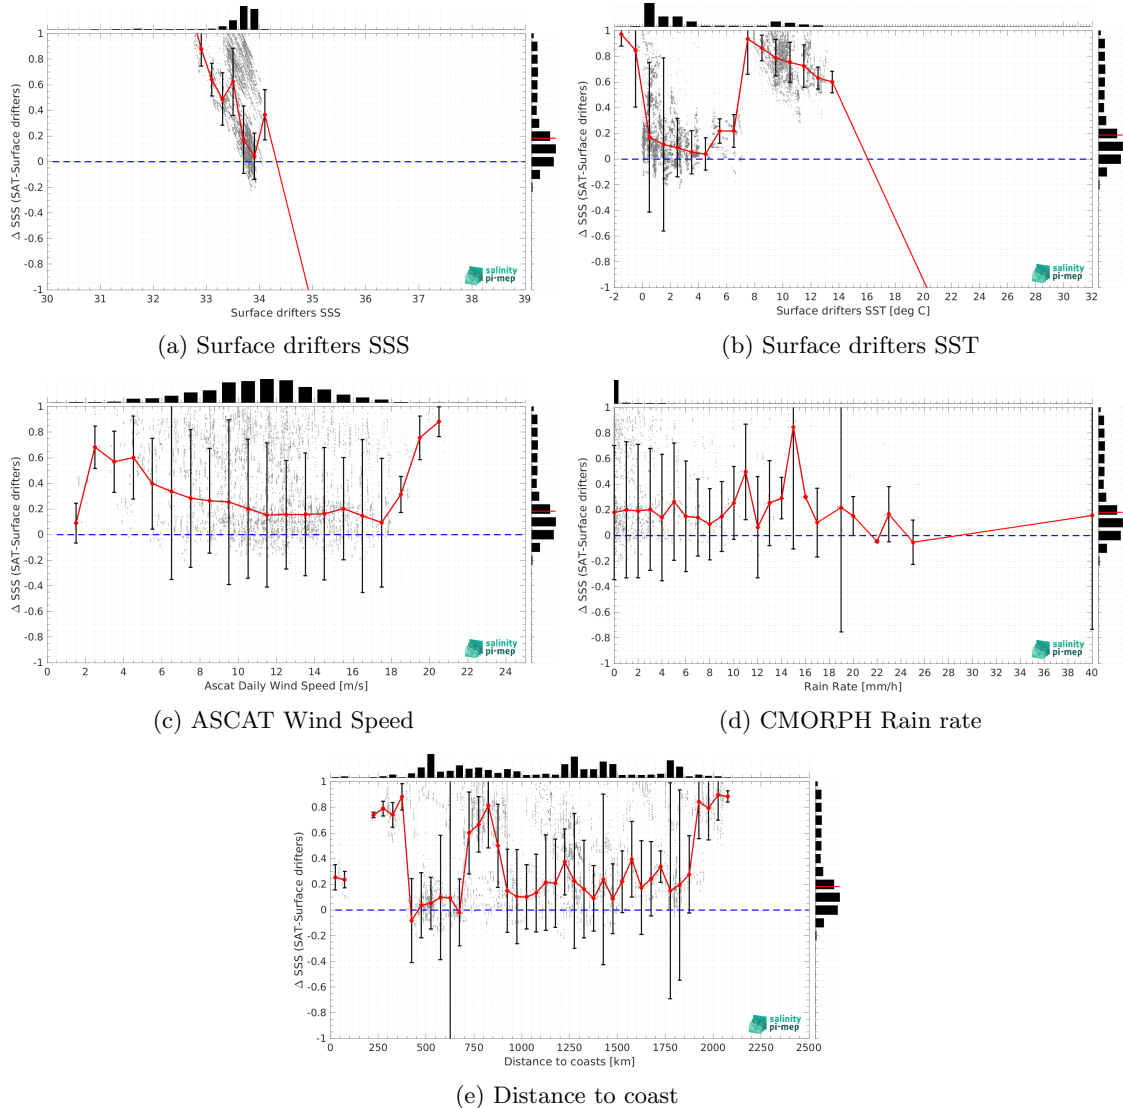 1
0.8
0.6
0.4
0.2
0
-0.2
-0.4
-0.6
-0.8
-1
Δ SSS (SAT-Surface drifters)
30 31 32 33 34 35 36 37 38 39
Surface drifters SSS
salinity
pi-mep
(a) Surface drifters SSS
1
0.8
0.6
0.4
0.2
0
-0.2
-0.4
-0.6
-0.8
-1
Δ SSS (SAT-Surface drifters)
-2 0 2 4 6 8 10 12 14 16 18 20 22 24 26 28 30 32
Surface drifters SST [deg C]
salinity
pi-mep
(b) Surface drifters SST
1
0.8
0.6
0.4
0.2
0
-0.2
-0.4
-0.6
-0.8
-1
Δ SSS (SAT-Surface drifters)
0 2 4 6 8 10 12 14 16 18 20 22 24
Ascat Daily Wind Speed [m/s]
salinity
pi-mep
(c) ASCAT Wind Speed
1
0.8
0.6
0.4
0.2
0
-0.2
-0.4
-0.6
-0.8
-1
Δ SSS (SAT-Surface drifters)
0 2 4 6 8 10 12 14 16 18 20 22 24 26 28 30 32 34 36 38 40
Rain Rate [mm/h]
salinity
pi-mep
(d) CMORPH Rain rate
1
0.8
0.6
0.4
0.2
0
-0.2
-0.4
-0.6
-0.8
-1
Δ SSS (SAT-Surface drifters)
0 250 500 750 1000 1250 1500 1750 2000 2250 2500
Distance to coasts [km]
salinity
pi-mep
(e) Distance to coast